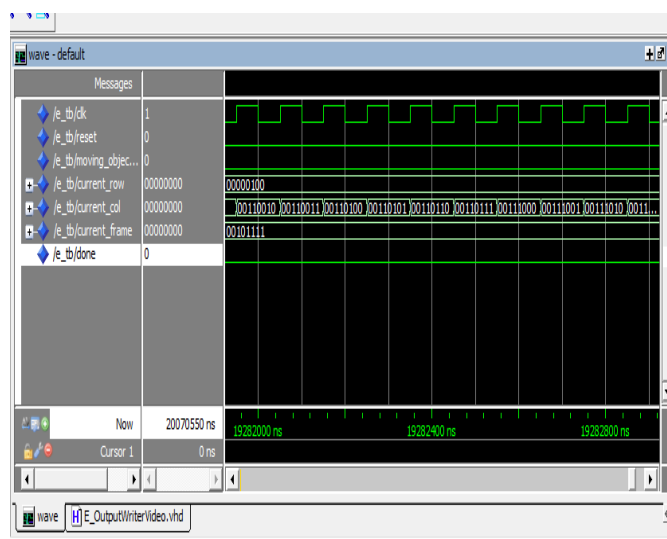 wave - default
Messages
/e_tb/clk 1
/e_tb/reset 0
/e_tb/moving_objec... 0
/e_tb/current_row 00000000 00000100
/e_tb/current_col 00000000 00110010 00110011 00110100 00110101 00110110 00110111 00111000 00111001 00111010 0011...
/e_tb/current_frame 00000000 00101111
/e_tb/done 0
Now 20070550 ns 19282000 ns 19282400 ns 19282800 ns
Cursor 1 0 ns
wave E_OutputWriterVideo.vhd